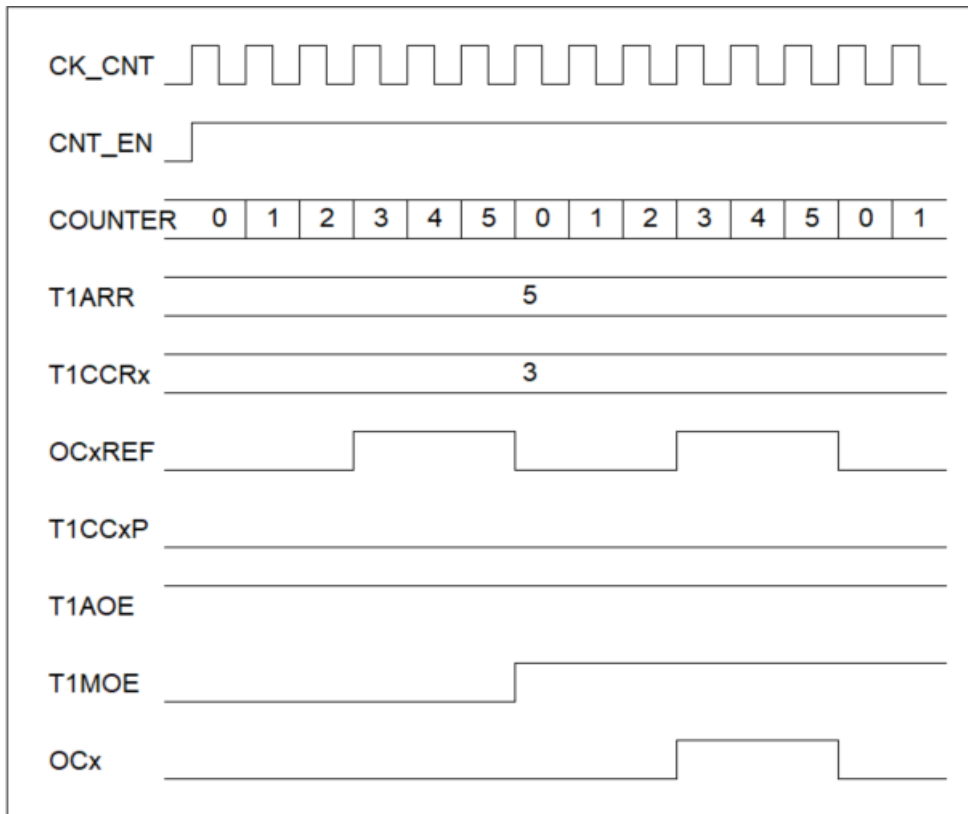 CK_CNT
CNT_EN
COUNTER 0 1 2 3 4 5 0 1 2 3 4 5 0 1
T1ARR 5
T1CCRx 3
OCxREF
T1CCxP
T1AOE
T1MOE
OCx